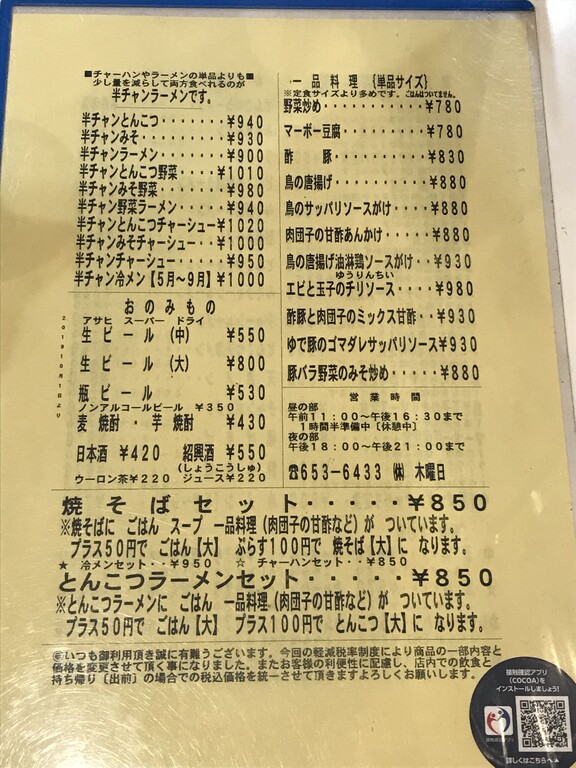 ■チャーハンやラーメンの単品よりも■
少し量を減らして両方食べれるのが
半チャンラーメンです。
半チャンとんこつ・・・・¥940
半チャンみそ・・・・・・¥930
半チャンラーメン・・・・¥900
半チャンとんこつ野菜・・・¥1010
半チャンみそ野菜・・・・¥980
半チャン野菜ラーメン・・・¥940
半チャンとんこつチャーシュー¥1020
半チャンみそチャーシュー・・¥1000
半チャンチャーシュー・・・¥950
半チャン冷メン【5月〜9月】¥1000
おのみもの
アサヒ スーパー ドライ
生ビール(中) ¥550
生ビール(大) ¥800
瓶ビール ¥530
ノンアルコールビール ¥350
麦焼酎・芋焼酎 ¥430
日本酒 ¥420 紹興酒 ¥550
(しょうこうしゅ)
ウーロン茶¥220 ジュース¥220
2019年10月1日より
一品料理 {単品サイズ}
※定食サイズより多めです。ごはんはついてません。
野菜炒め・・・・・・・・・・・¥780
マーボー豆腐・・・・・・・・・¥780
酢 豚・・・・・・・・・・・¥830
鳥の唐揚げ・・・・・・・・・・¥880
鳥のサッパリソースがけ・・・・¥880
肉団子の甘酢あんかけ・・・・・¥880
鳥の唐揚げ油淋鶏ソースがけ・・¥930
ゆうりんちい
エビと玉子のチリソース・・・・¥980
酢豚と肉団子のミックス甘酢・・¥930
ゆで豚のゴマダレサッパリソース¥930
豚バラ野菜のみそ炒め・・・・・¥880
営業時間
昼の部
午前11:00〜午後16:30まで
1時間半準備中〔休憩中〕
夜の部
午後18:00〜午後21:00まで
☎653-6433 ㈱ 木曜日
焼そばセット・・・・・¥850
※焼そばに ごはん スープ 一品料理(肉団子の甘酢など)が ついています。
プラス50円で ごはん【大】 ぷらす100円で 焼そば【大】に なります。
★ 冷メンセット・・¥950 ☆ チャーハンセット・・¥850
とんこつラーメンセット・・・・・¥850
※とんこつラーメンに ごはん 一品料理(肉団子の甘酢など)が ついています。
プラス50円で ごはん【大】 プラス100円で とんこつ【大】に なります。
いつも御利用頂き誠に有難うございます。今回の軽減税率制度により商品の一部内容と
価格を変更させて頂く事になりました。またお客様の利便性に配慮し、店内での飲食と
持ち帰り〔出前〕の場合での税込価格を統一させて頂きますよろしくお願いします。
接触確認アプリ
(COCOA)を
インストールしましょう!
接触確認アプリ
詳しくはこちらへ▲